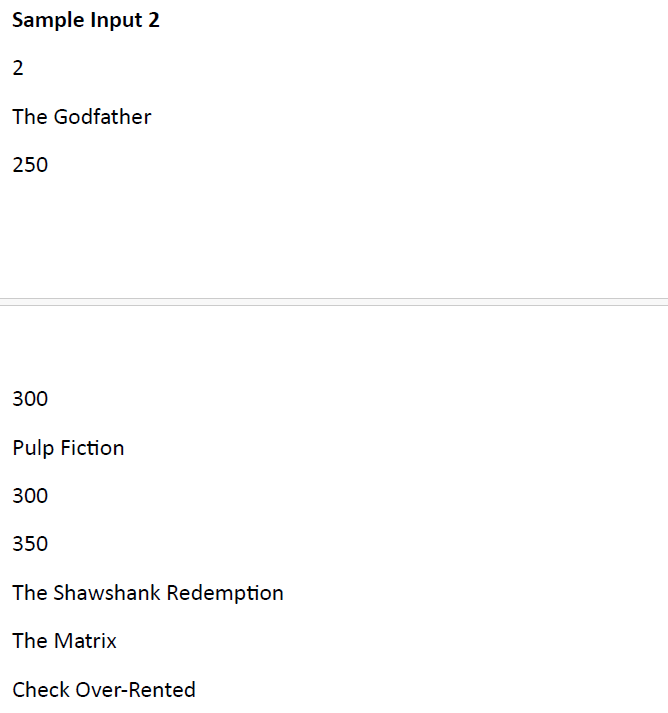 Sample Input 2
2
The Godfather
250
300
Pulp Fiction
300
350
The Shawshank Redemption
The Matrix
Check Over-Rented